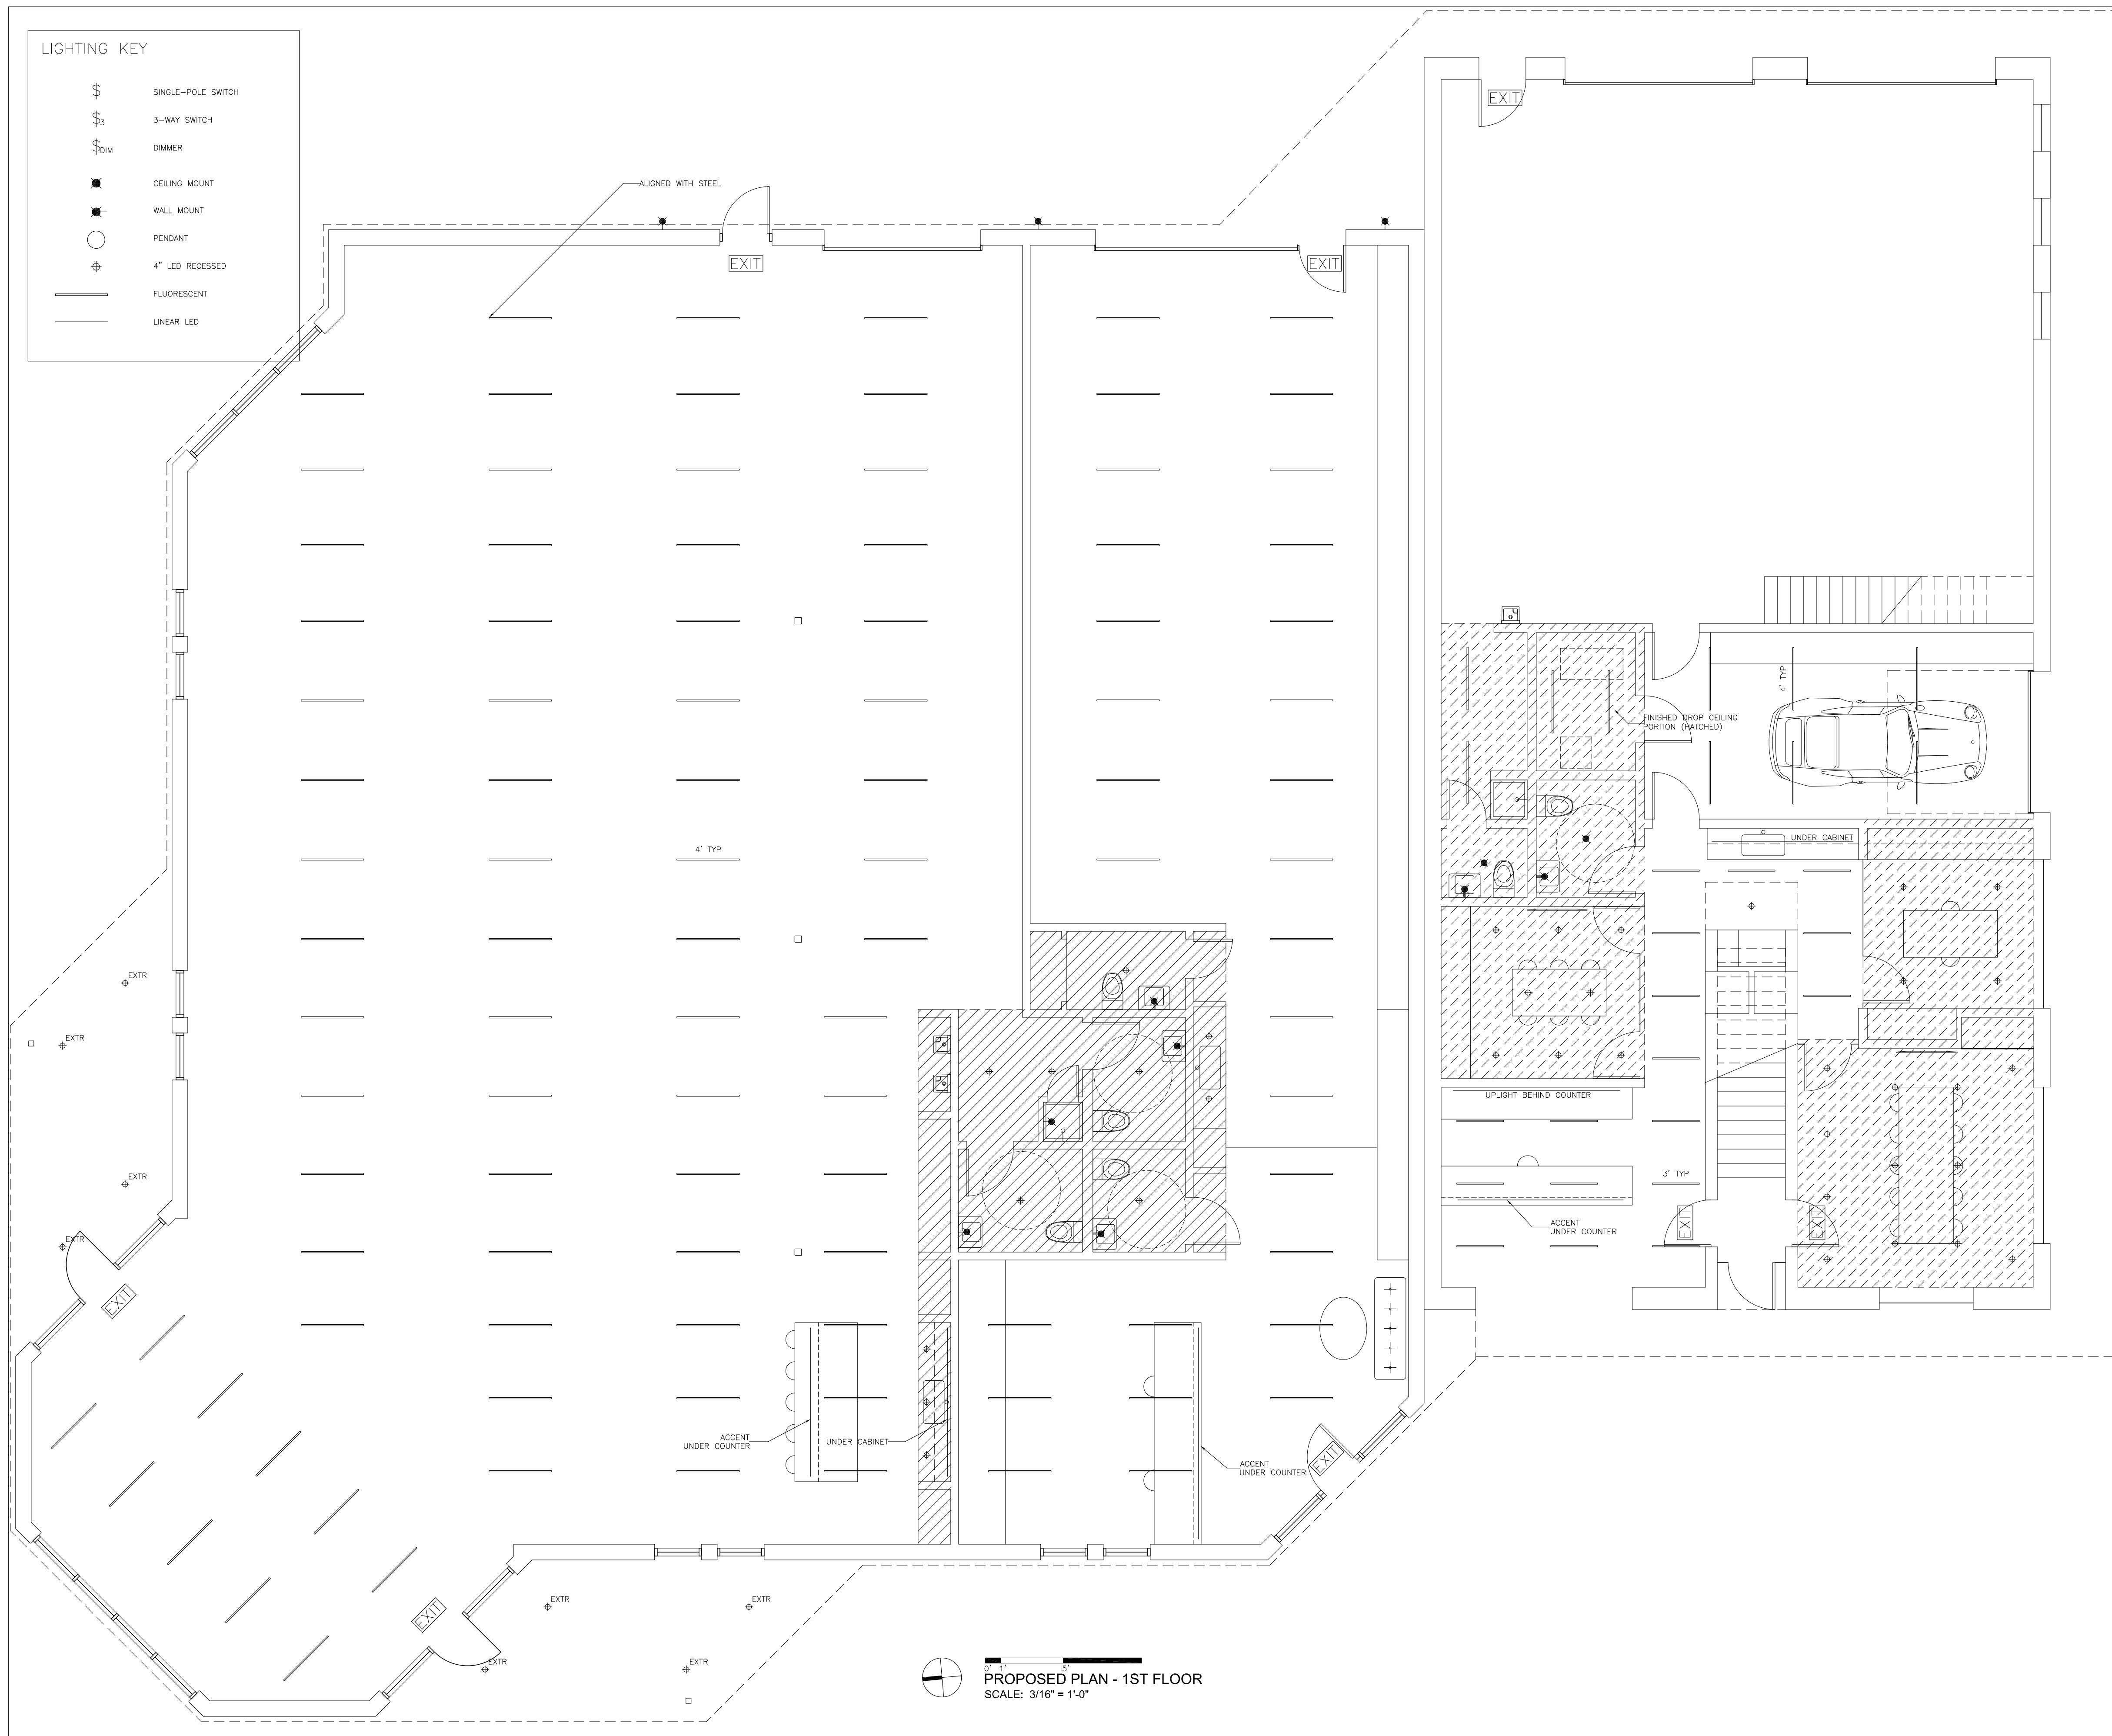 LIGHTING KEY
$ SINGLE-POLE SWITCH
$3 3-WAY SWITCH
$DIM DIMMER
CEILING MOUNT
WALL MOUNT
PENDANT
4" LED RECESSED
FLUORESCENT
LINEAR LED
EXIT
ALIGNED WITH STEEL
EXIT
EXIT
4' TYP
FINISHED DROP CEILING
PORTION (HATCHED)
UNDER CABINET
4' TYP
EXTR
EXTR
UPLIGHT BEHIND COUNTER
3' TYP
EXTR
EXIT
EXIT
ACCENT
UNDER COUNTER
EXTR
EXIT
ACCENT
UNDER COUNTER
UNDER CABINET
EXIT
ACCENT
UNDER COUNTER
EXTR
EXTR
EXIT
EXTR
EXTR
0' 1' 5'
PROPOSED PLAN - 1ST FLOOR
SCALE: 3/16" = 1'-0"